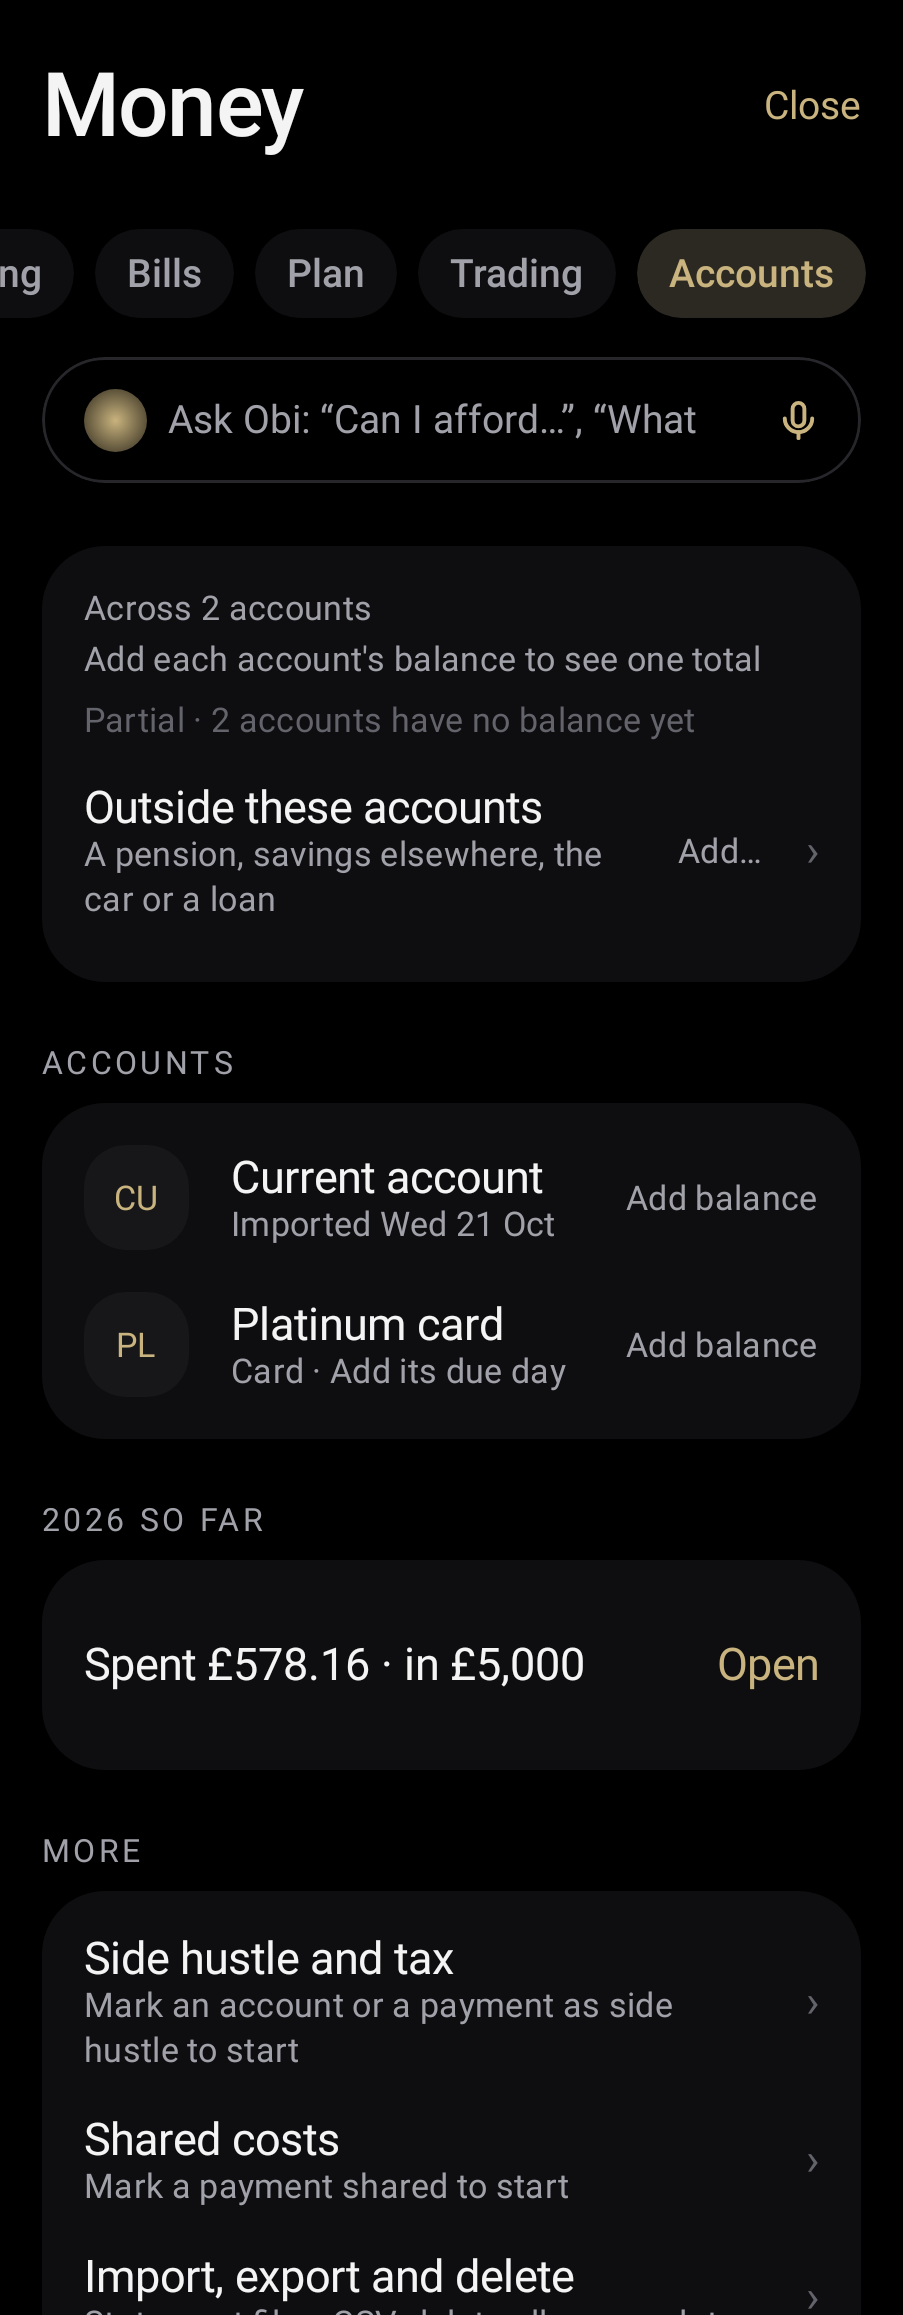 Money
Close
ng
Bills
Plan
Trading
Accounts
Ask Obi: “Can I afford…”, “What
Across 2 accounts
Add each account's balance to see one total
Partial · 2 accounts have no balance yet
Outside these accounts
A pension, savings elsewhere, the
car or a loan
Add… ›
ACCOUNTS
CU
Current account
Imported Wed 21 Oct
Add balance
PL
Platinum card
Card · Add its due day
Add balance
2026 SO FAR
Spent £578.16 · in £5,000
Open
MORE
Side hustle and tax
Mark an account or a payment as side
hustle to start
›
Shared costs
Mark a payment shared to start
›
Import, export and delete
›